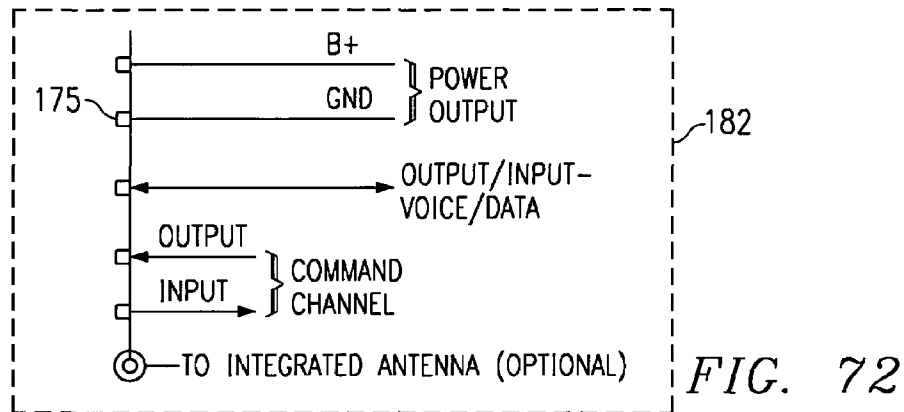 B+
175
GND
POWER
OUTPUT
182
OUTPUT/INPUT-
VOICE/DATA
OUTPUT
INPUT
COMMAND
CHANNEL
TO INTEGRATED ANTENNA (OPTIONAL)
FIG. 72